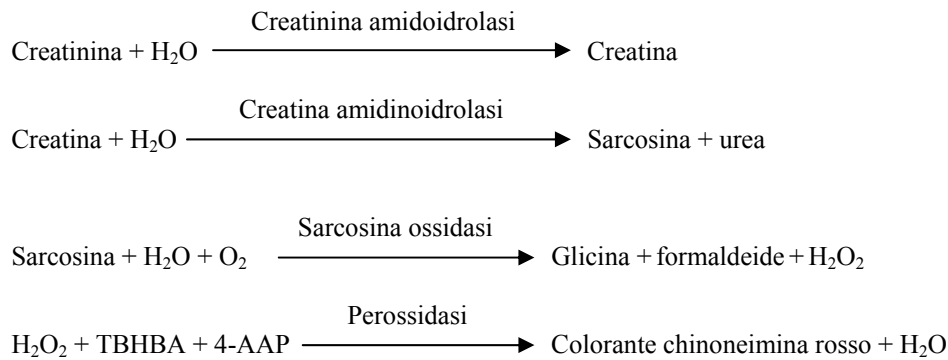 Creatinina amidoidrolasi
Creatinina + H₂O Creatina
Creatina amidinoidrolasi
Creatina + H₂O Sarcosina + urea
Sarcosina ossidasi
Sarcosina + H₂O + O₂ Glicina + formaldeide + H₂O₂
Perossidasi
H₂O₂ + TBHBA + 4-AAP Colorante chinoneimina rosso + H₂O